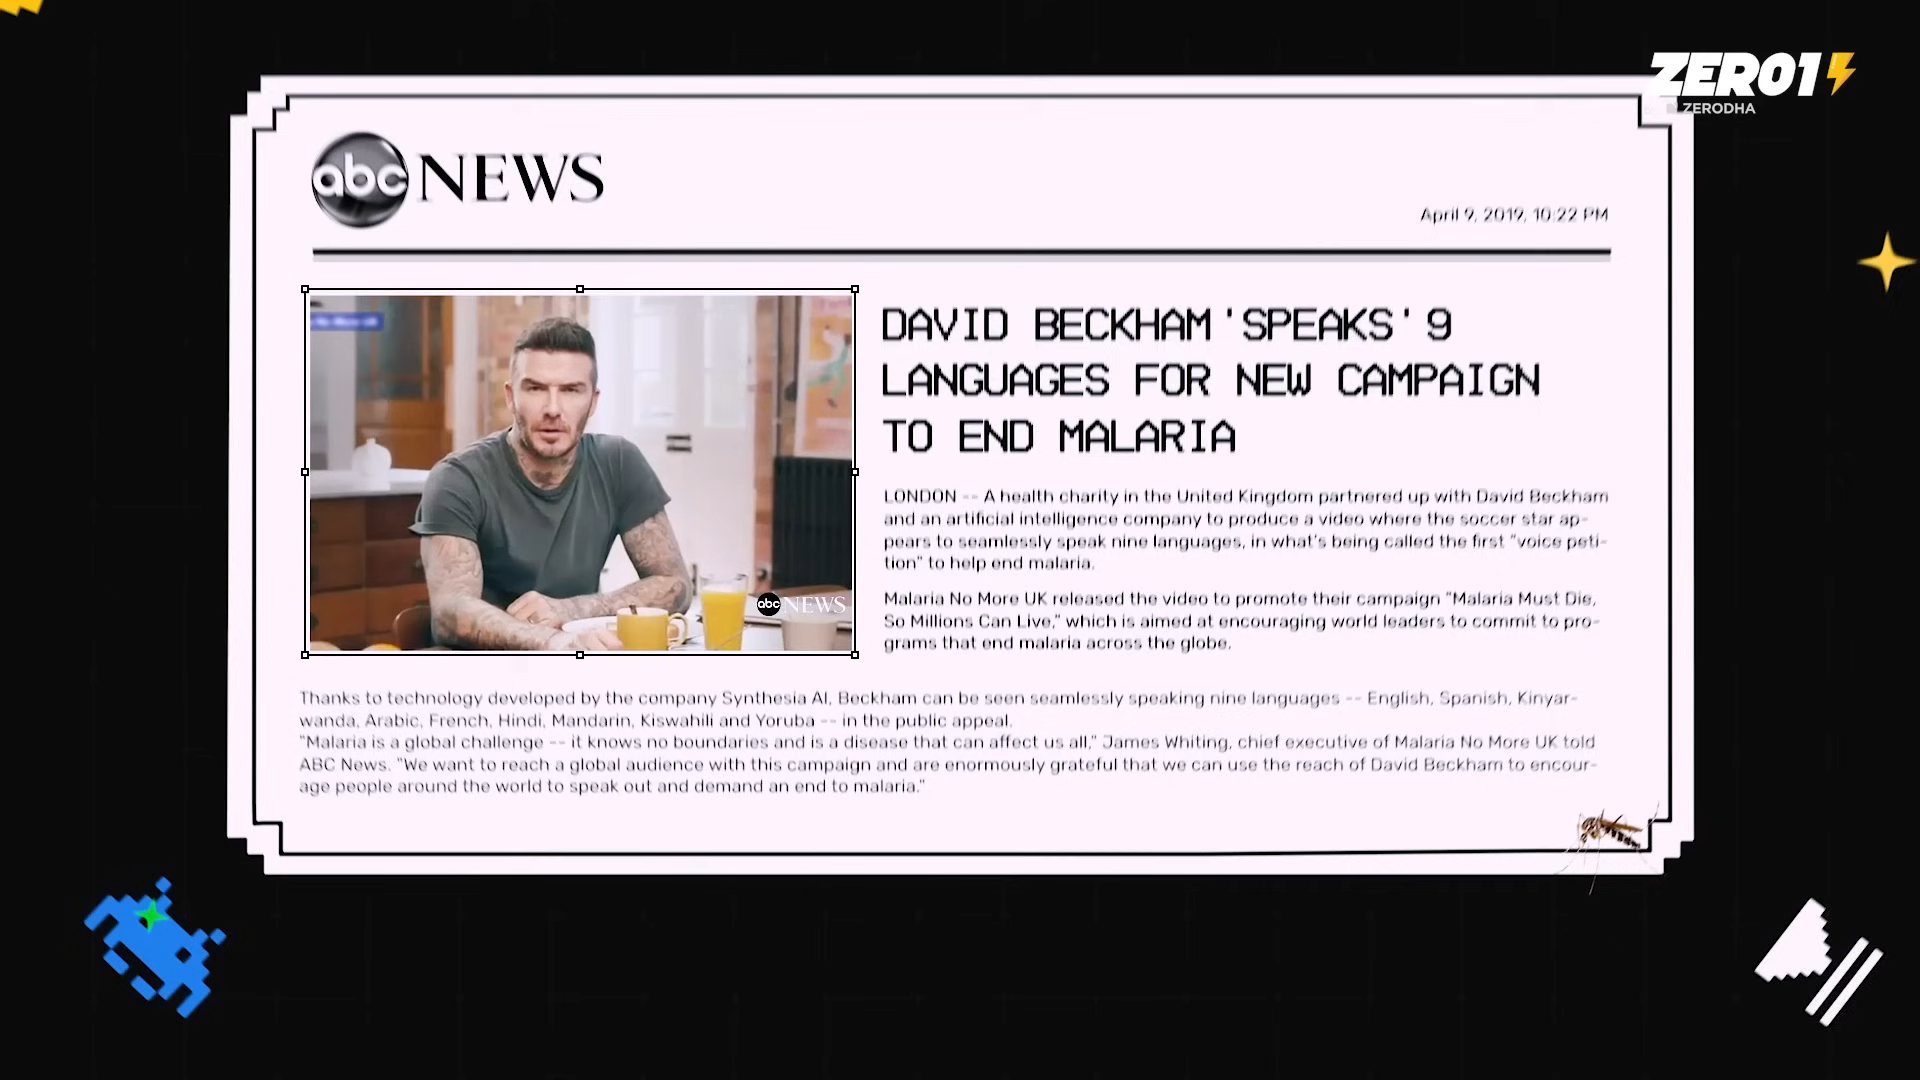 ZERO1
ZERODHA
abc NEWS
April 9, 2019, 10:22 PM
DAVID BECKHAM 'SPEAKS' 9
LANGUAGES FOR NEW CAMPAIGN
TO END MALARIA
abc NEWS
LONDON -- A health charity in the United Kingdom partnered up with David Beckham
and an artificial intelligence company to produce a video where the soccer star ap-
pears to seamlessly speak nine languages, in what's being called the first "voice peti-
tion" to help end malaria.
Malaria No More UK released the video to promote their campaign "Malaria Must Die,
So Millions Can Live," which is aimed at encouraging world leaders to commit to pro-
grams that end malaria across the globe.
Thanks to technology developed by the company Synthesia AI, Beckham can be seen seamlessly speaking nine languages -- English, Spanish, Kinyar-
wanda, Arabic, French, Hindi, Mandarin, Kiswahili and Yoruba -- in the public appeal.
"Malaria is a global challenge -- it knows no boundaries and is a disease that can affect us all," James Whiting, chief executive of Malaria No More UK told
ABC News. "We want to reach a global audience with this campaign and are enormously grateful that we can use the reach of David Beckham to encour-
age people around the world to speak out and demand an end to malaria."